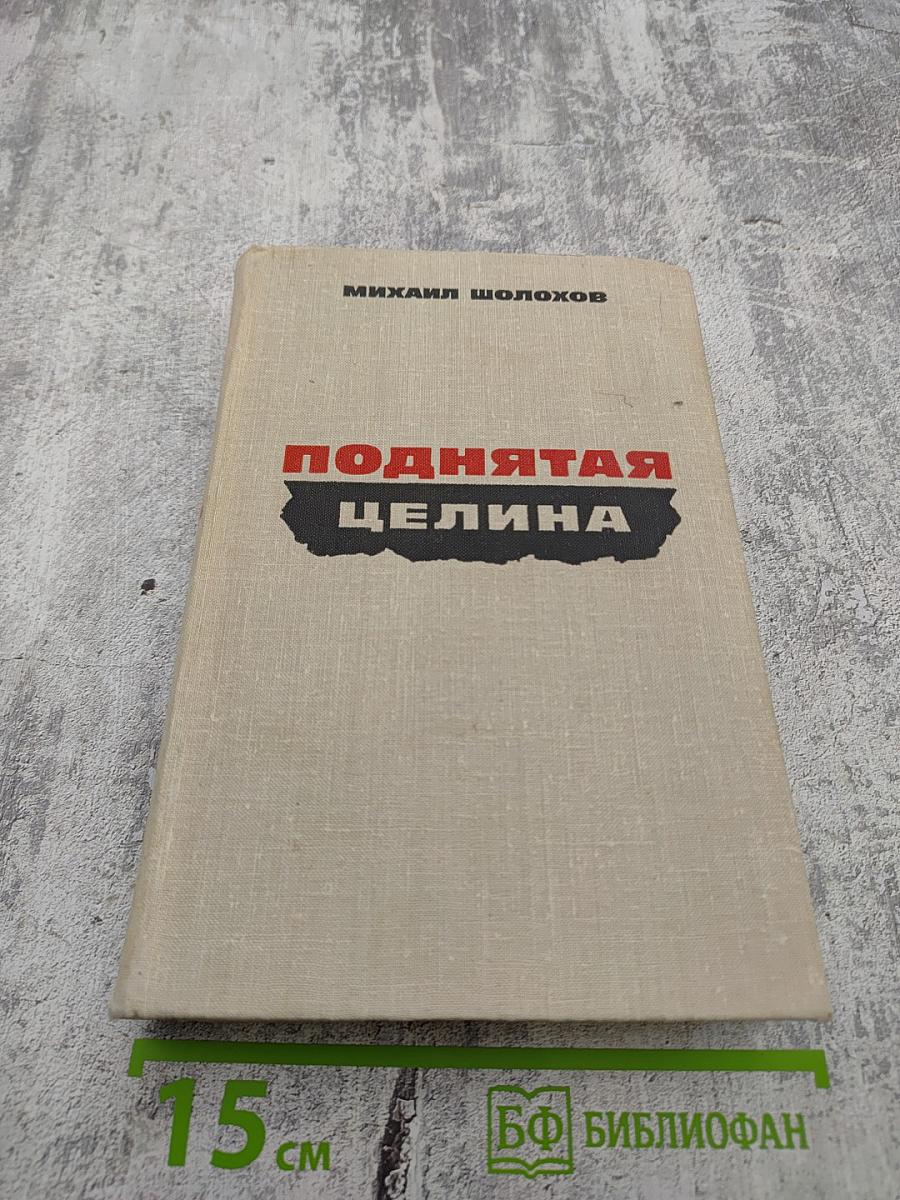 МИХАИЛ ШОЛОХОВ
ПОДНЯТАЯ
ЦЕЛИНА
15 см
БФ БИБЛИОФАН